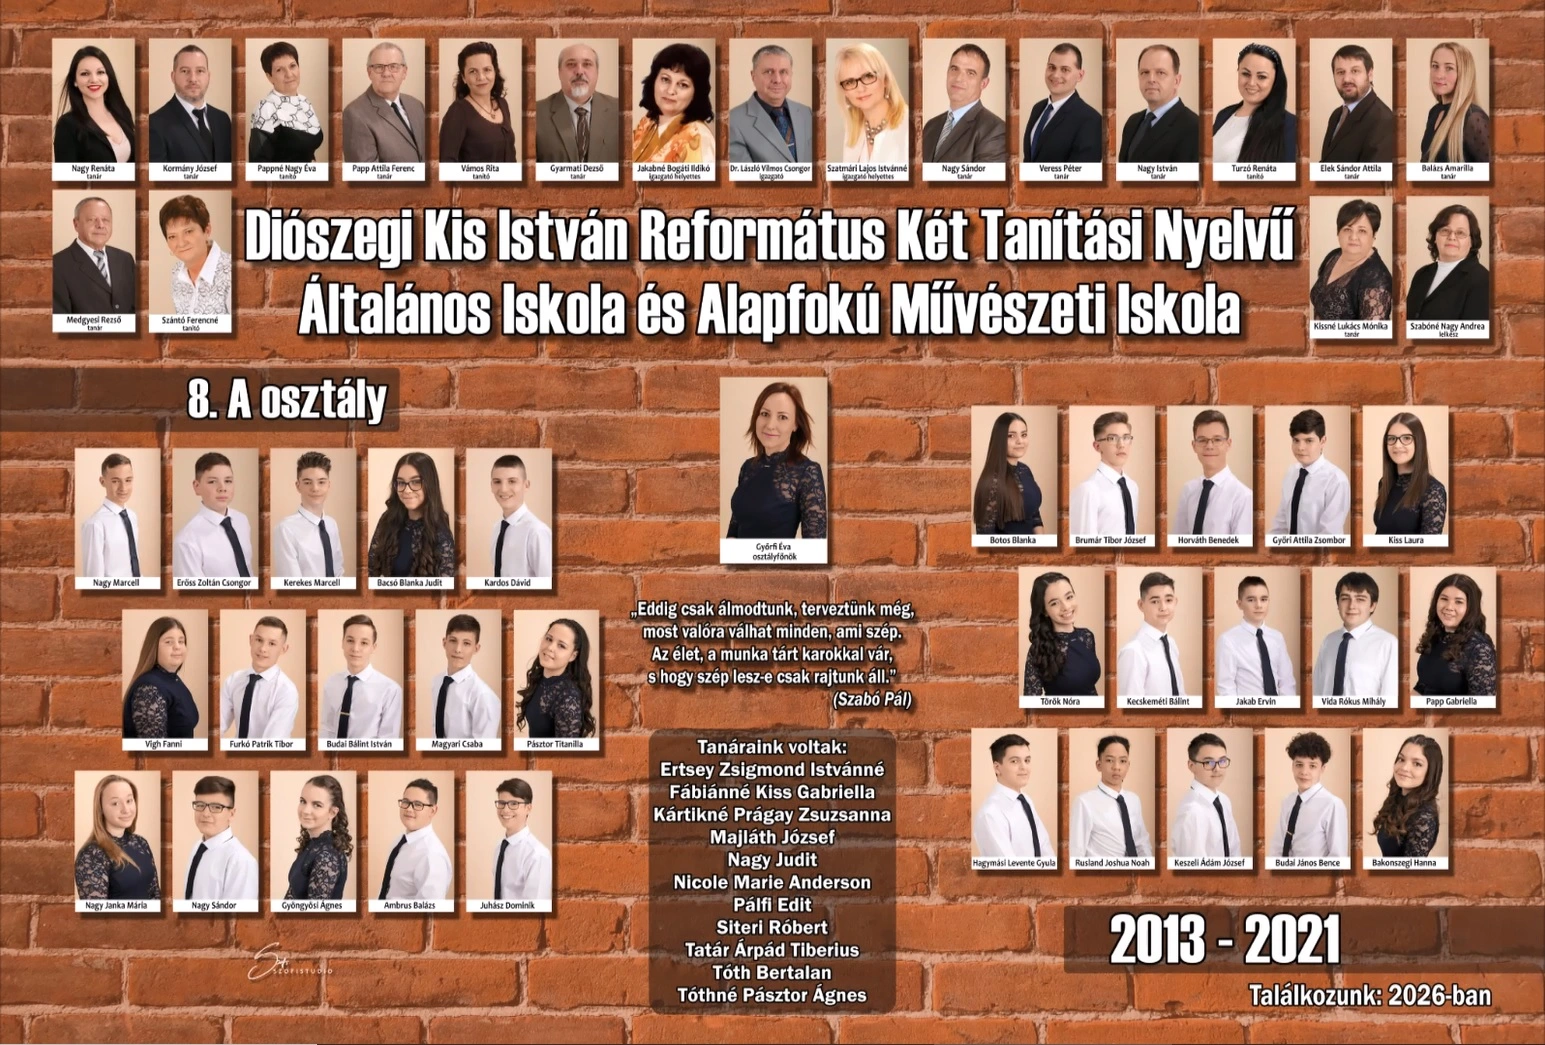 Nagy Renáta
tanár
Kormány József
tanár
Pappné Nagy Éva
tanító
Papp Attila Ferenc
tanár
Vámos Rita
tanító
Gyarmati Dezső
tanár
Jakabné Bogáti Ildikó
igazgató helyettes
Dr. László Vilmos Csongor
igazgató
Szatmári Lajos Istvánné
igazgató helyettes
Nagy Sándor
tanár
Veress Péter
tanár
Nagy István
tanár
Turzó Renáta
tanító
Elek Sándor Attila
tanár
Balázs Amarilla
tanár
Medgyesi Rezső
tanár
Szántó Ferencné
tanító
Diószegi Kis István Református Két Tanítási Nyelvű
Általános Iskola és Alapfokú Művészeti Iskola
Kissné Lukács Mónika
tanár
Szabóné Nagy Andrea
lelkész
8. A osztály
Győrfi Éva
osztályfőnök
Nagy Marcell
Erőss Zoltán Csongor
Kerekes Marcell
Bacsó Blanka Judit
Kardos Dávid
Vigh Fanni
Furkó Patrik Tibor
Budai Bálint István
Magyari Csaba
Pásztor Titanilla
Nagy Janka Mária
Nagy Sándor
Gyöngyösi Ágnes
Ambrus Balázs
Juhász Dominik
„Eddig csak álmodtunk, terveztünk még,
most valóra válhat minden, ami szép.
Az élet, a munka tárt karokkal vár,
s hogy szép lesz-e csak rajtunk áll.”
(Szabó Pál)
Tanáraink voltak:
Ertsey Zsigmond Istvánné
Fábiánné Kiss Gabriella
Kártikné Prágay Zsuzsanna
Majláth József
Nagy Judit
Nicole Marie Anderson
Pálfi Edit
Siteri Róbert
Tatár Árpád Tiberius
Tóth Bertalan
Tóthné Pásztor Ágnes
Botos Blanka
Brumár Tibor József
Horváth Benedek
Győri Attila Zsombor
Kiss Laura
Török Nóra
Kecskeméti Bálint
Jakab Ervin
Vida Rókus Mihály
Papp Gabriella
Hagymási Levente Gyula
Rusland Joshua Noah
Keszeli Ádám József
Budai János Bence
Bakonszegi Hanna
2013 - 2021
Találkozunk: 2026-ban
SZOFISTUDIO